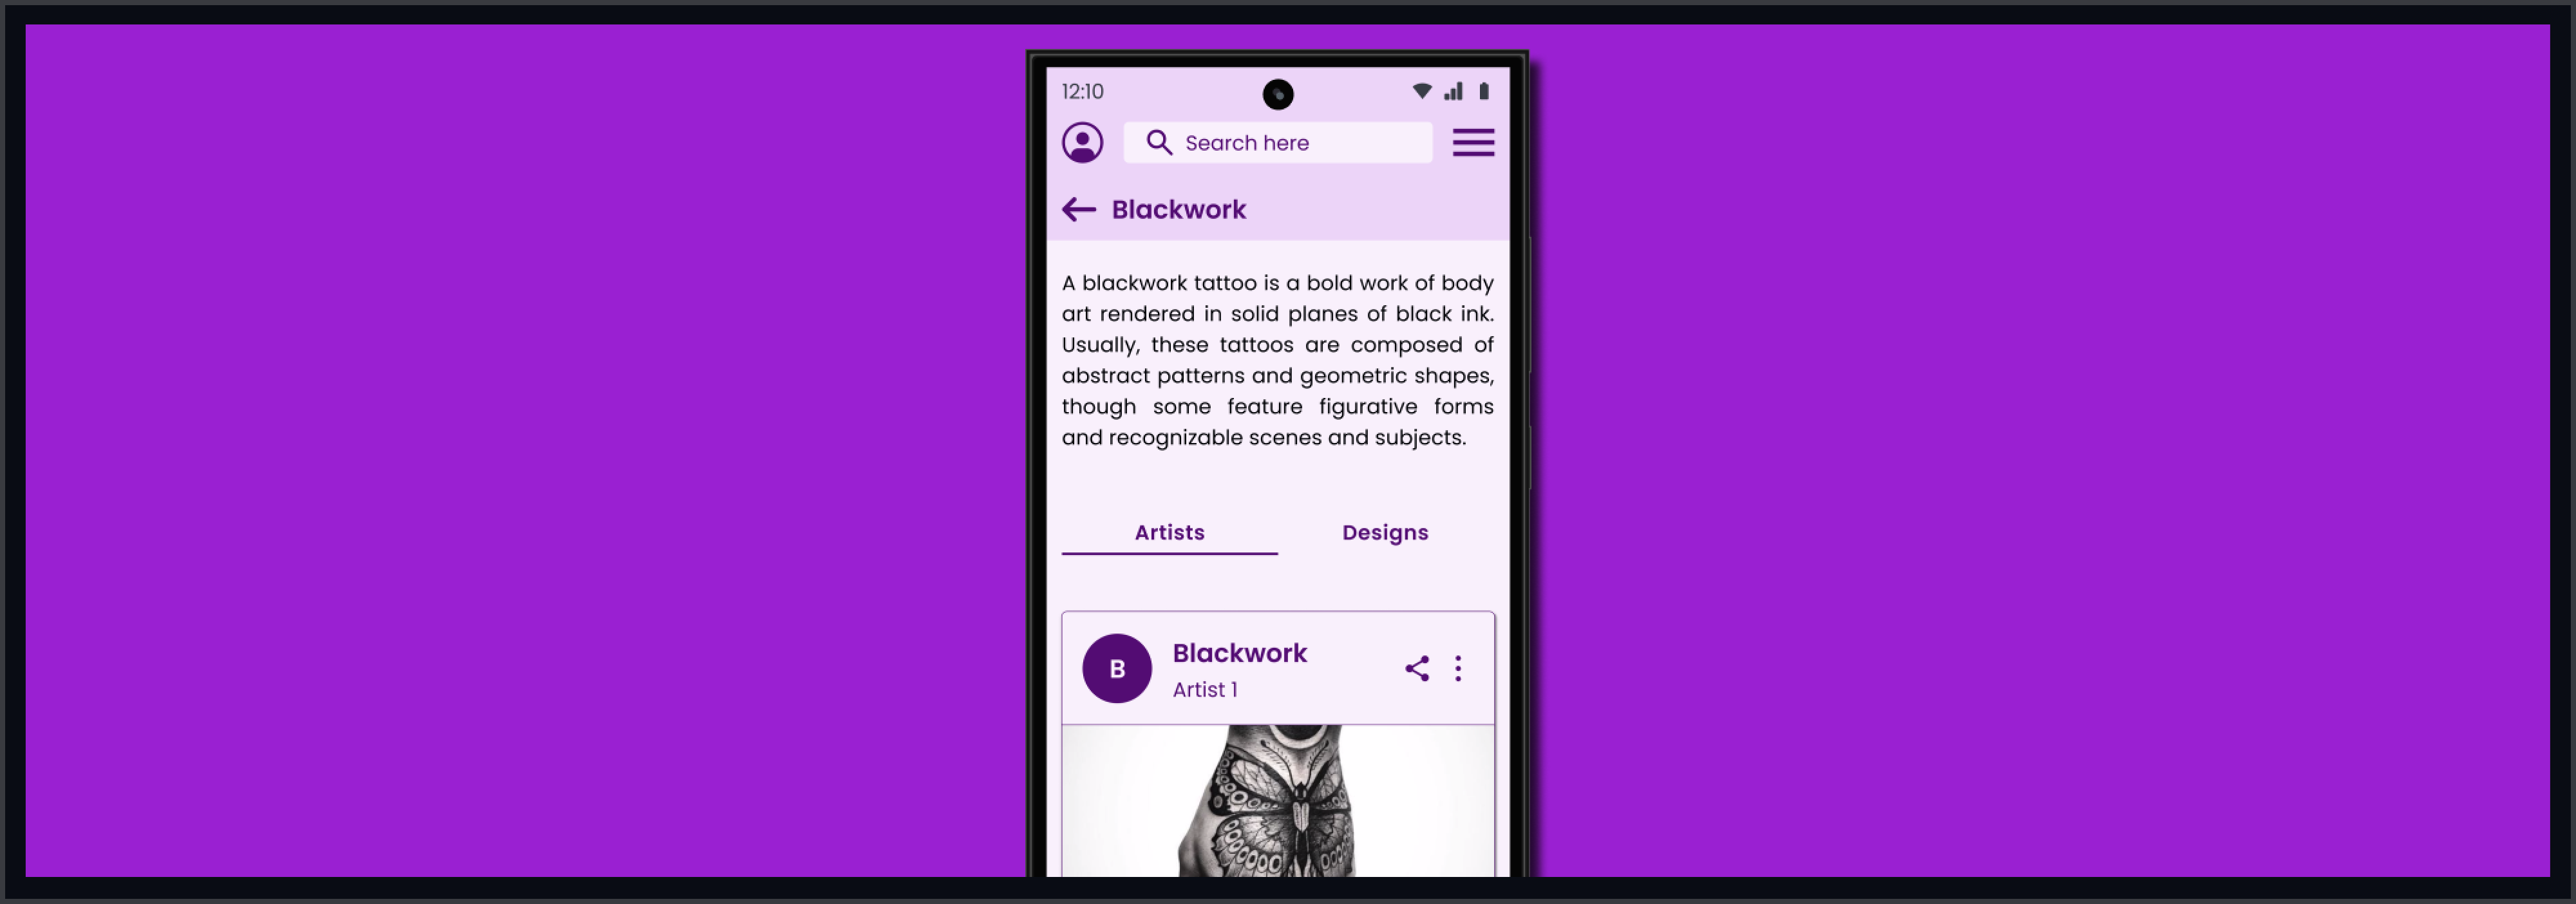 12:10
Search here
Blackwork
A blackwork tattoo is a bold work of body
art rendered in solid planes of black ink.
Usually, these tattoos are composed of
abstract patterns and geometric shapes,
though some feature figurative forms
and recognizable scenes and subjects.
Artists
Designs
B
Blackwork
Artist 1